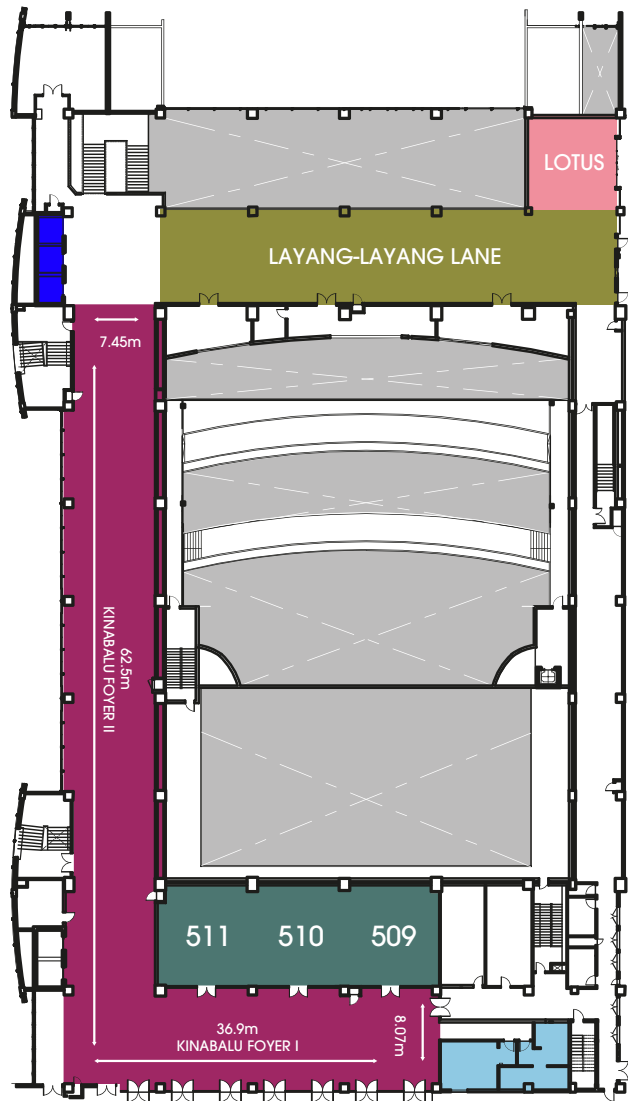 LOTUS
LAYANG-LAYANG LANE
7.45m
62.5m
KINABALU FOYER II
511 510 509
36.9m
KINABALU FOYER I
8.07m